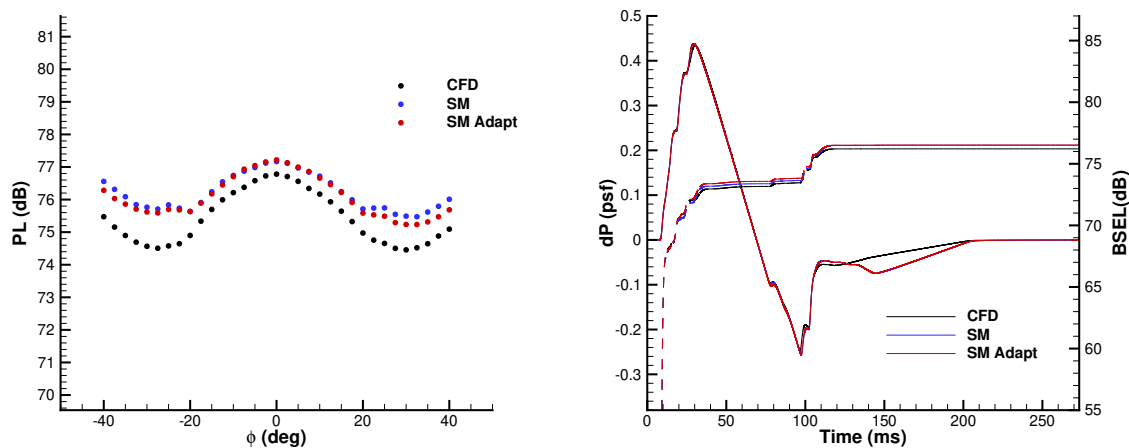 81
80
79
78
77
76
75
74
73
72
71
70
PL (dB)
-40 -20 0 20 40
ϕ (deg)
CFD
SM
SM Adapt
0.5
0.4
0.3
0.2
0.1
0
-0.1
-0.2
-0.3
dP (psf)
0 50 100 150 200 250
Time (ms)
85
80
75
70
65
60
55
BSEL(dB)
CFD
SM
SM Adapt